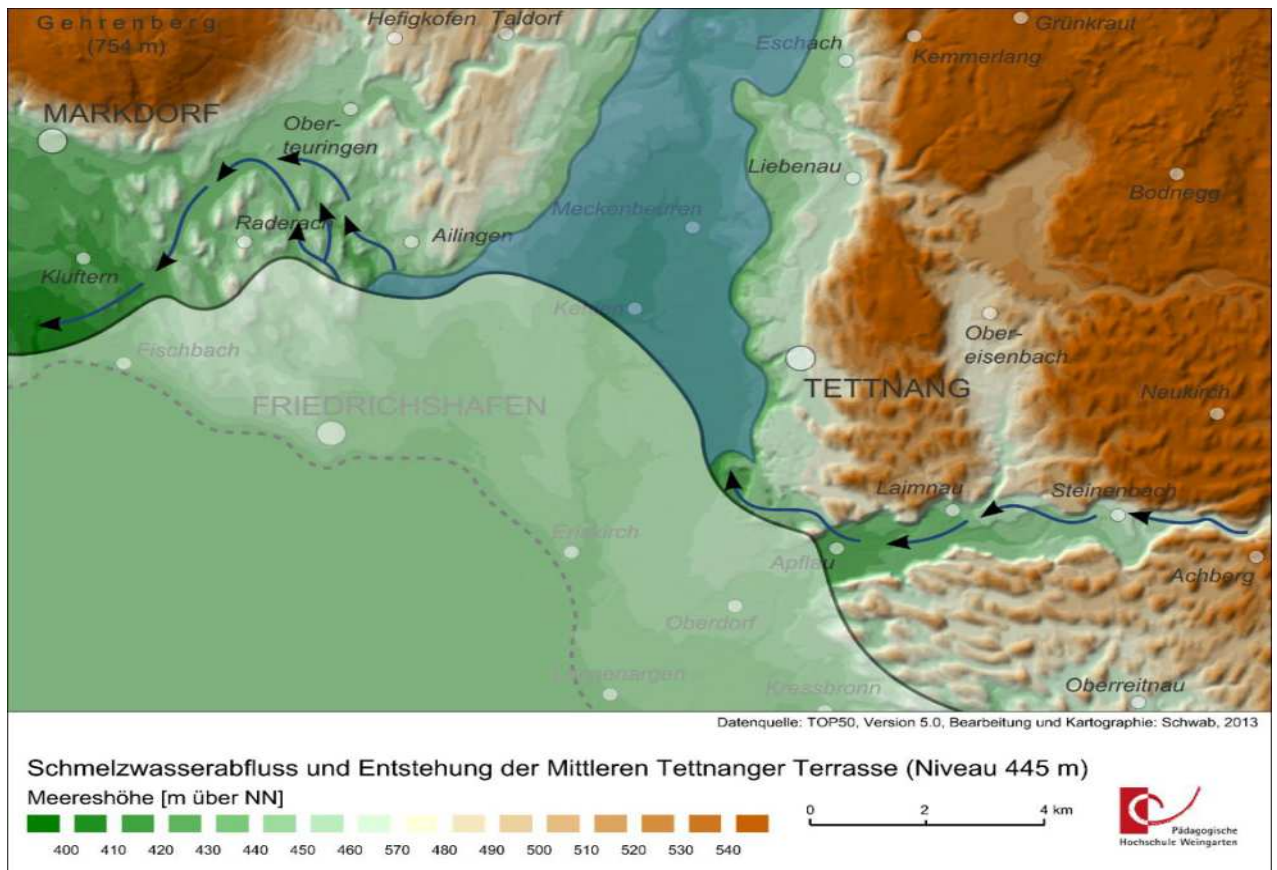 Gehrenberg
(754 m)
Hefigkofen
Taldorf
Eschach
Kemmerlang
Grünkraut
MARKDORF
Ober-
teuringen
Liebenau
Bodnegg
Raderach
Ailingen
Meckenbeuren
Kluftern
Kehlen
Ober-
eisenbach
Fischbach
TETTNANG
Neukirch
FRIEDRICHSHAFEN
Laimnau
Steinenbach
Eriskirch
Apflau
Achberg
Oberdorf
Langenargen
Kressbronn
Oberreitnau
Datenquelle: TOP50, Version 5.0, Bearbeitung und Kartographie: Schwab, 2013
Schmelzwasserabfluss und Entstehung der Mittleren Tettnanger Terrasse (Niveau 445 m)
Meereshöhe [m über NN]
400 410 420 430 440 450 460 570 480 490 500 510 520 530 540
0 2 4 km
Pädagogische
Hochschule Weingarten